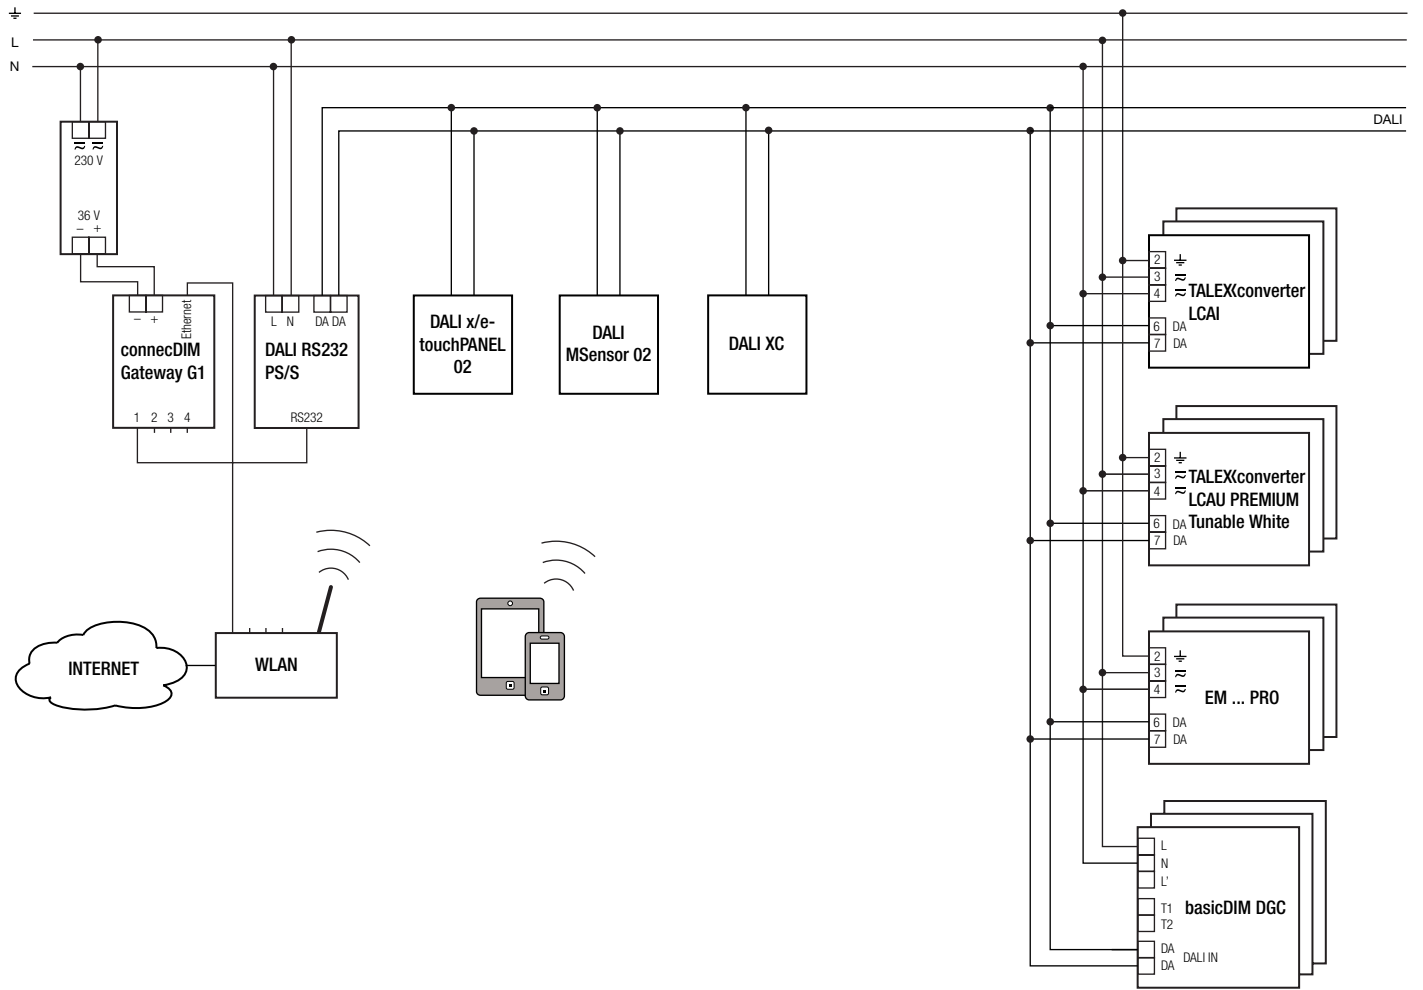 L
N
DALI
230 V
36 V
– +
– +
Ethernet
connecDIM
Gateway G1
1 2 3 4
L N DA DA
DALI RS232
PS/S
RS232
DALI x/e-
touchPANEL
02
DALI
MSensor 02
DALI XC
2
3
4
TALEXXconverter
LCAI
6 DA
7 DA
2
3
4
TALEXXconverter
LCAU PREMIUM
Tunable White
6 DA
7 DA
INTERNET
WLAN
2
3
4
EM ... PRO
6 DA
7 DA
L
N
L'
T1
T2
basicDIM DGC
DA
DA
DALI IN